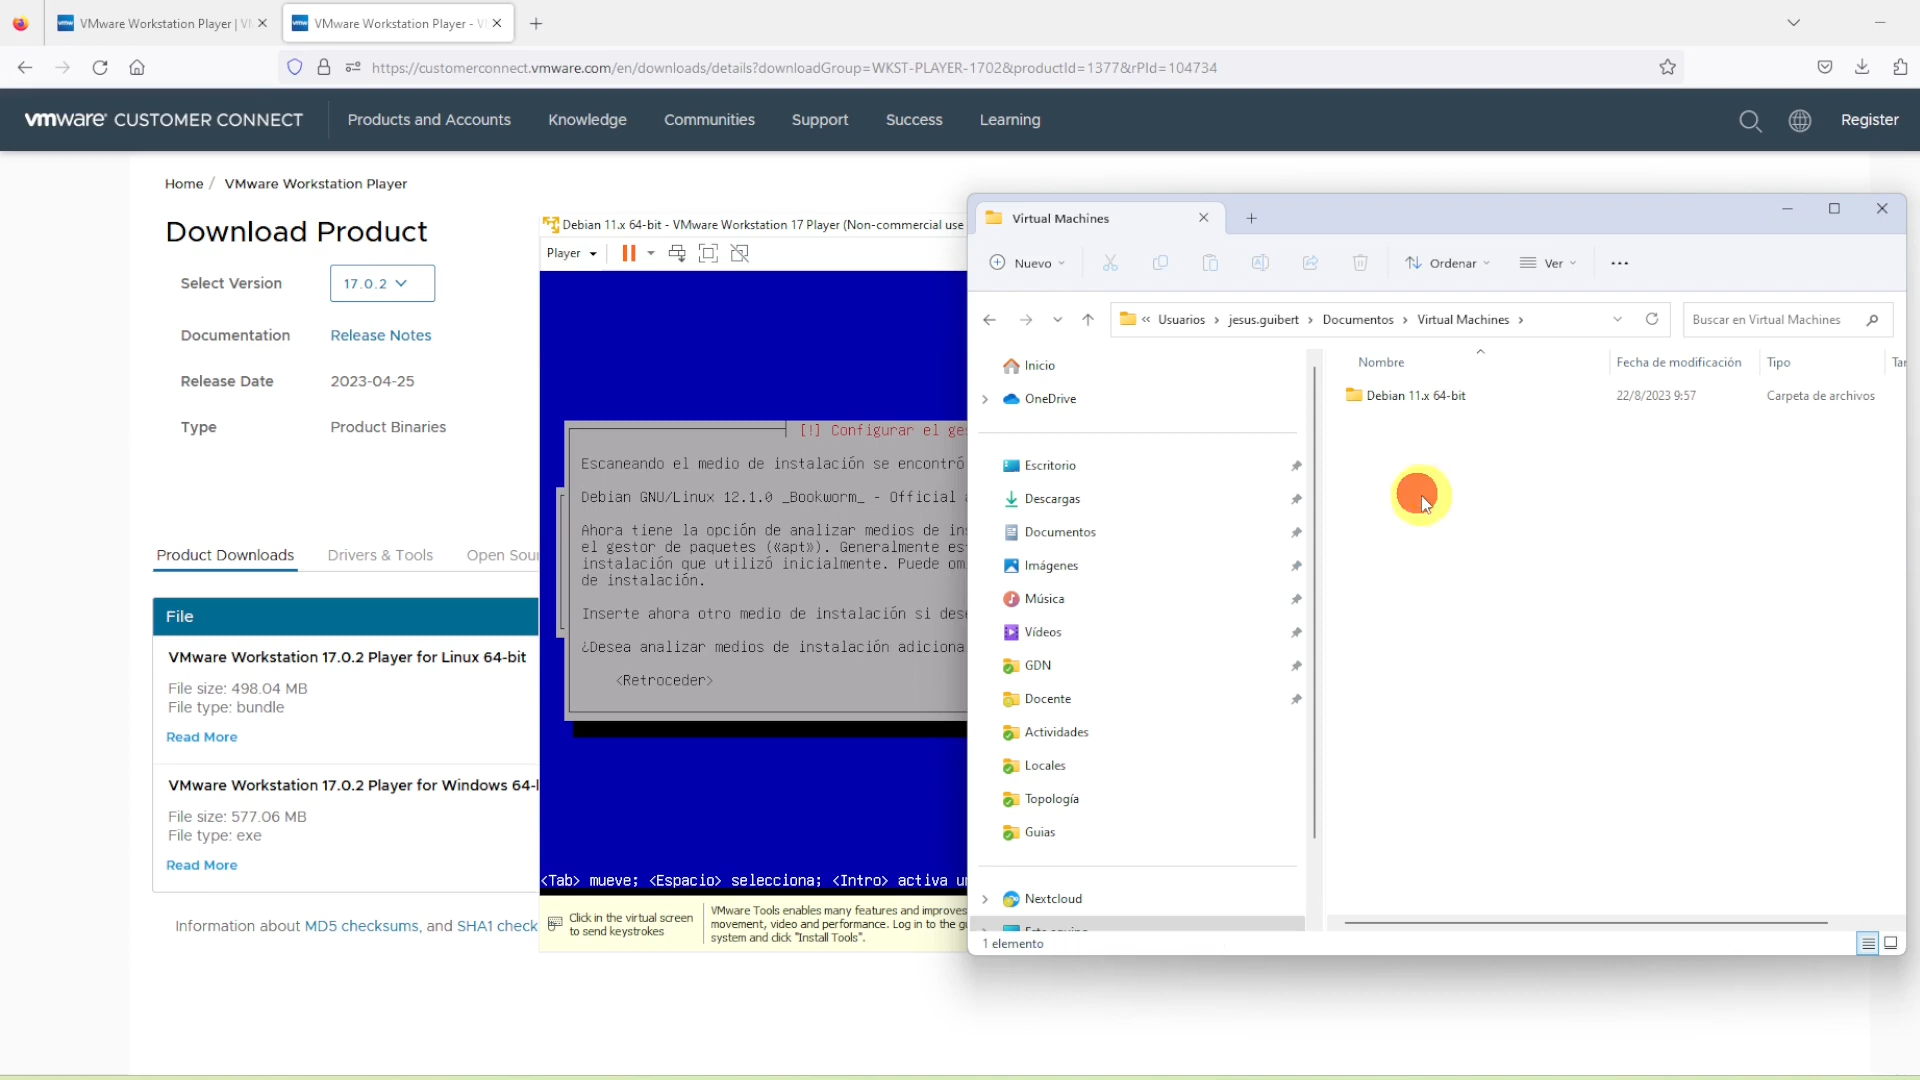 VMware Workstation Player | V
VMware Workstation Player - V
https://customerconnect.vmware.com/en/downloads/details?downloadGroup=WKST-PLAYER-1702&productId=1377&rPId=104734
vmware CUSTOMER CONNECT
Products and Accounts
Knowledge
Communities
Support
Success
Learning
Register
Home / VMware Workstation Player
Download Product
Select Version
17.0.2
Documentation
Release Notes
Release Date
2023-04-25
Type
Product Binaries
Product Downloads
Drivers & Tools
Open Sou
File
VMware Workstation 17.0.2 Player for Linux 64-bit
File size: 498.04 MB
File type: bundle
Read More
VMware Workstation 17.0.2 Player for Windows 64-
File size: 577.06 MB
File type: exe
Read More
Information about MD5 checksums, and SHA1 check
Debian 11.x 64-bit - VMware Workstation 17 Player (Non-commercial use
Player
[!] Configurar el ges
Escaneando el medio de instalación se encontró
Debian GNU/Linux 12.1.0 _Bookworm_ - Official
Ahora tiene la opción de analizar medios de in
el gestor de paquetes («apt»). Generalmente es
instalación que utilizó inicialmente. Puede om
de instalación.
Inserte ahora otro medio de instalación si des
¿Desea analizar medios de instalación adiciona
<Retroceder>
<Tab> mueve; <Espacio> selecciona; <Intro> activa u
Click in the virtual screen
to send keystrokes
VMware Tools enables many features and improves
movement, video and performance. Log in to the g
system and click "Install Tools".
Virtual Machines
Nuevo
Ordenar
Ver
« Usuarios › jesus.guibert › Documentos › Virtual Machines ›
Buscar en Virtual Machines
Inicio
OneDrive
Escritorio
Descargas
Documentos
Imágenes
Música
Vídeos
GDN
Docente
Actividades
Locales
Topología
Guias
Nextcloud
Nombre
Fecha de modificación
Tipo
Tar
Debian 11.x 64-bit
22/8/2023 9:57
Carpeta de archivos
1 elemento